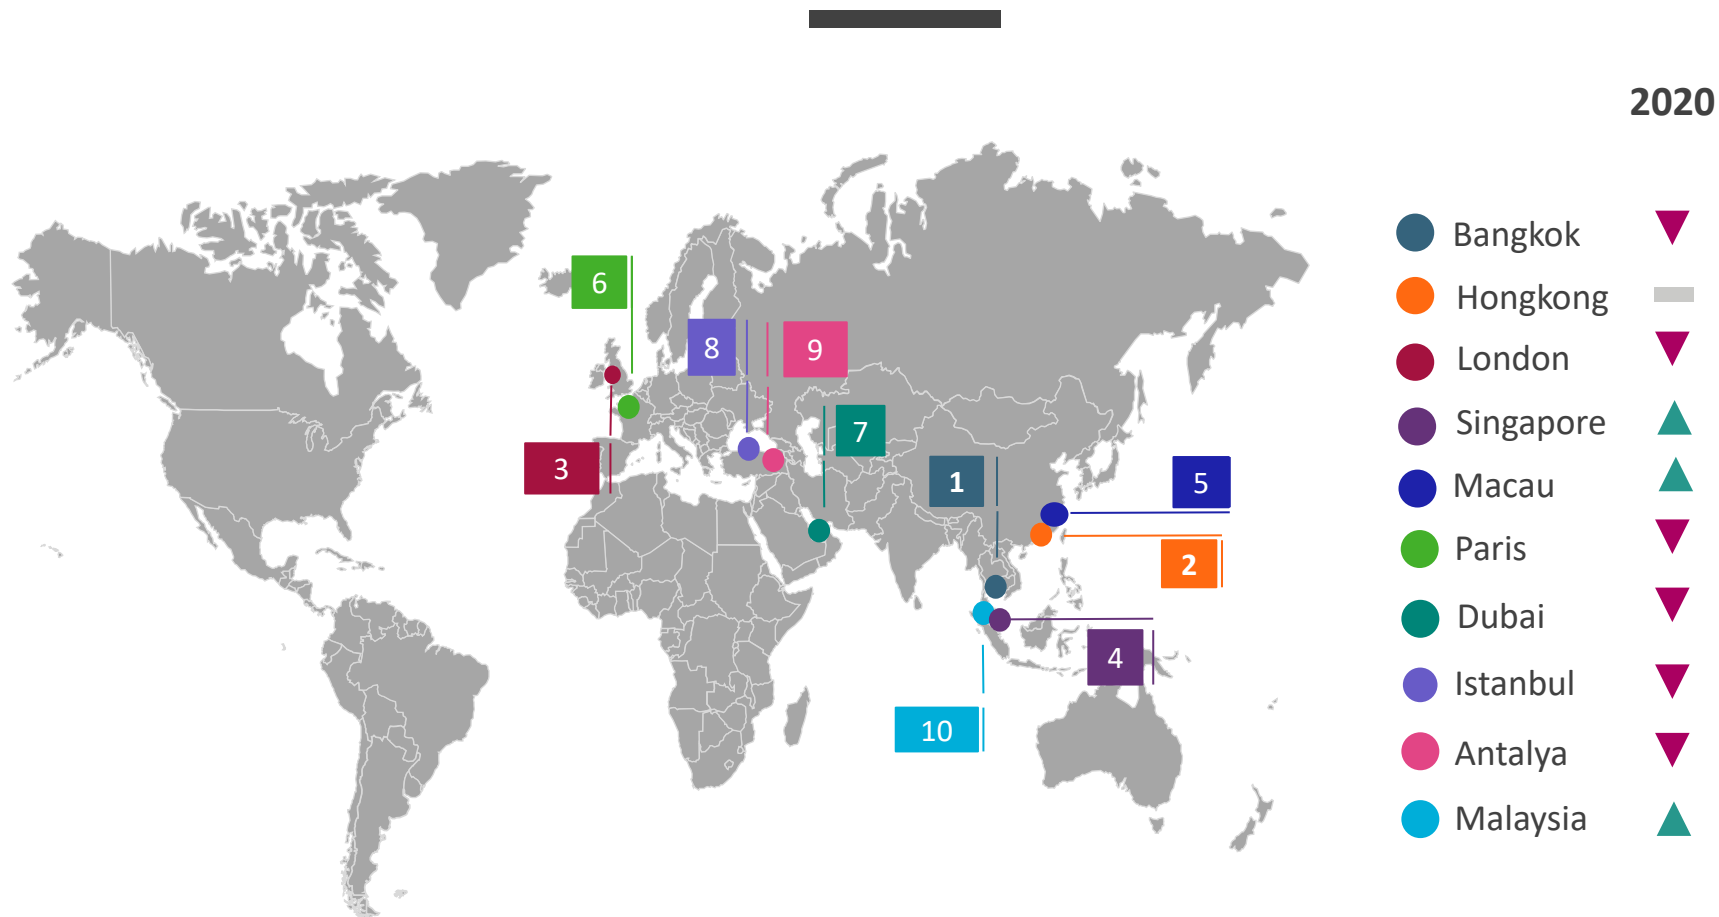 2020
6
8
9
7
3
1
5
2
4
10
Bangkok
Hongkong
London
Singapore
Macau
Paris
Dubai
Istanbul
Antalya
Malaysia